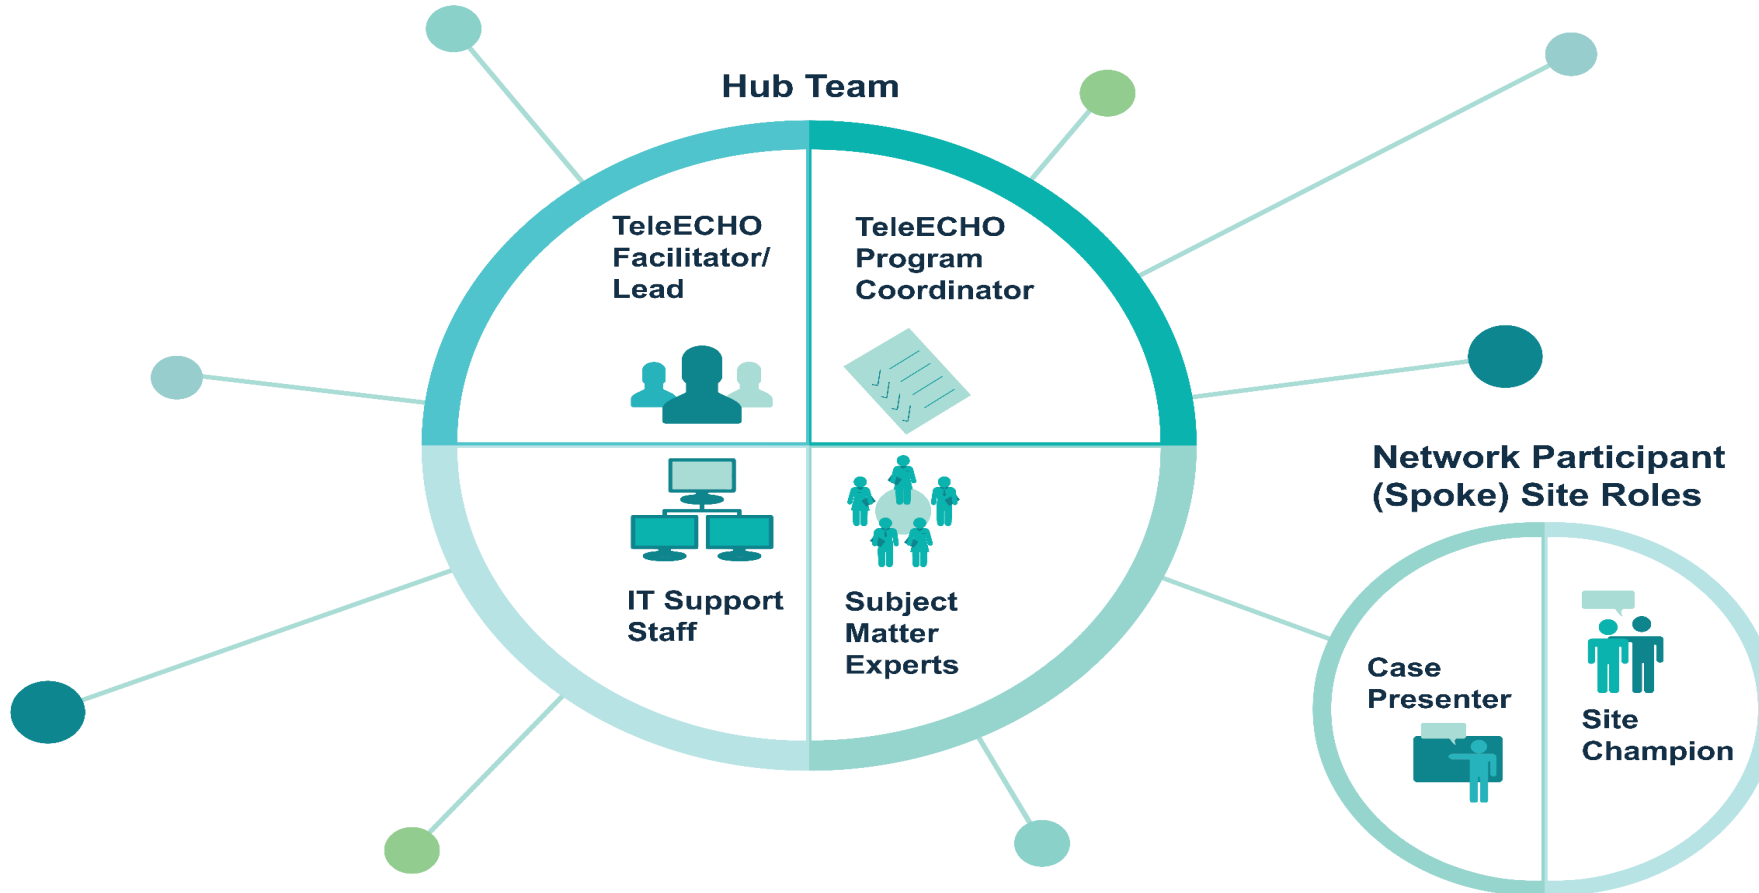 Hub Team
TeleECHO
Facilitator/
Lead
TeleECHO
Program
Coordinator
IT Support
Staff
Subject
Matter
Experts
Network Participant
(Spoke) Site Roles
Case
Presenter
Site
Champion